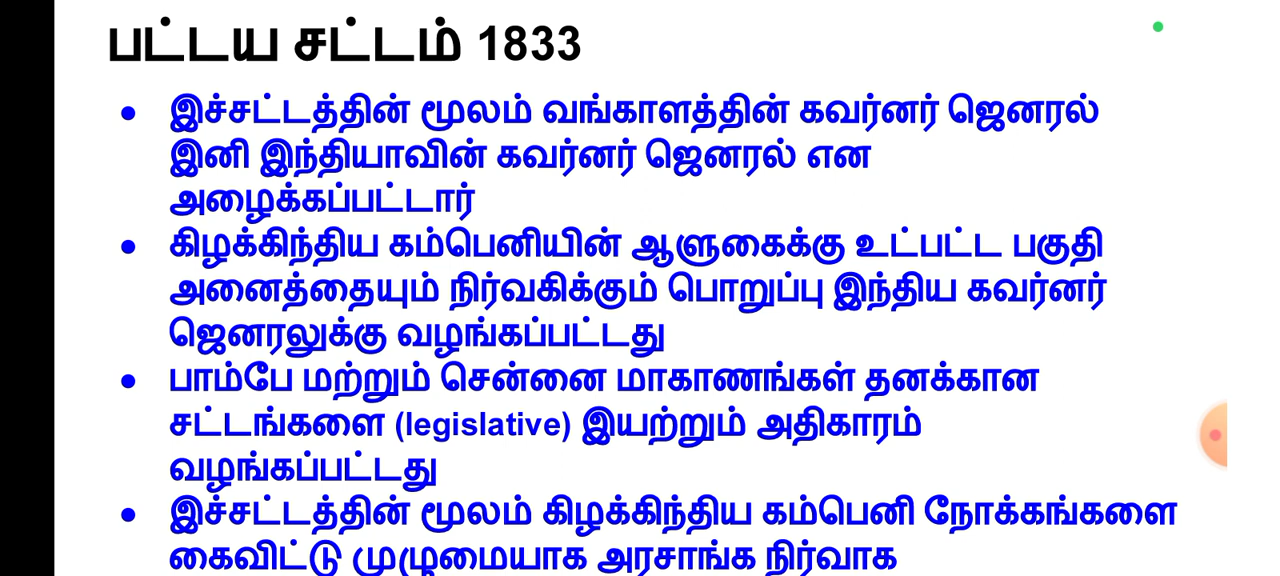 பட்டய சட்டம் 1833
● இச்சட்டத்தின் மூலம் வங்காளத்தின் கவர்னர் ஜெனரல்
இனி இந்தியாவின் கவர்னர் ஜெனரல் என
அழைக்கப்பட்டார்
● கிழக்கிந்திய கம்பெனியின் ஆளுகைக்கு உட்பட்ட பகுதி
அனைத்தையும் நிர்வகிக்கும் பொறுப்பு இந்திய கவர்னர்
ஜெனரலுக்கு வழங்கப்பட்டது
● பாம்பே மற்றும் சென்னை மாகாணங்கள் தனக்கான
சட்டங்களை (legislative) இயற்றும் அதிகாரம்
வழங்கப்பட்டது
● இச்சட்டத்தின் மூலம் கிழக்கிந்திய கம்பெனி நோக்கங்களை
கைவிட்டு முழுமையாக அரசாங்க நிர்வாக